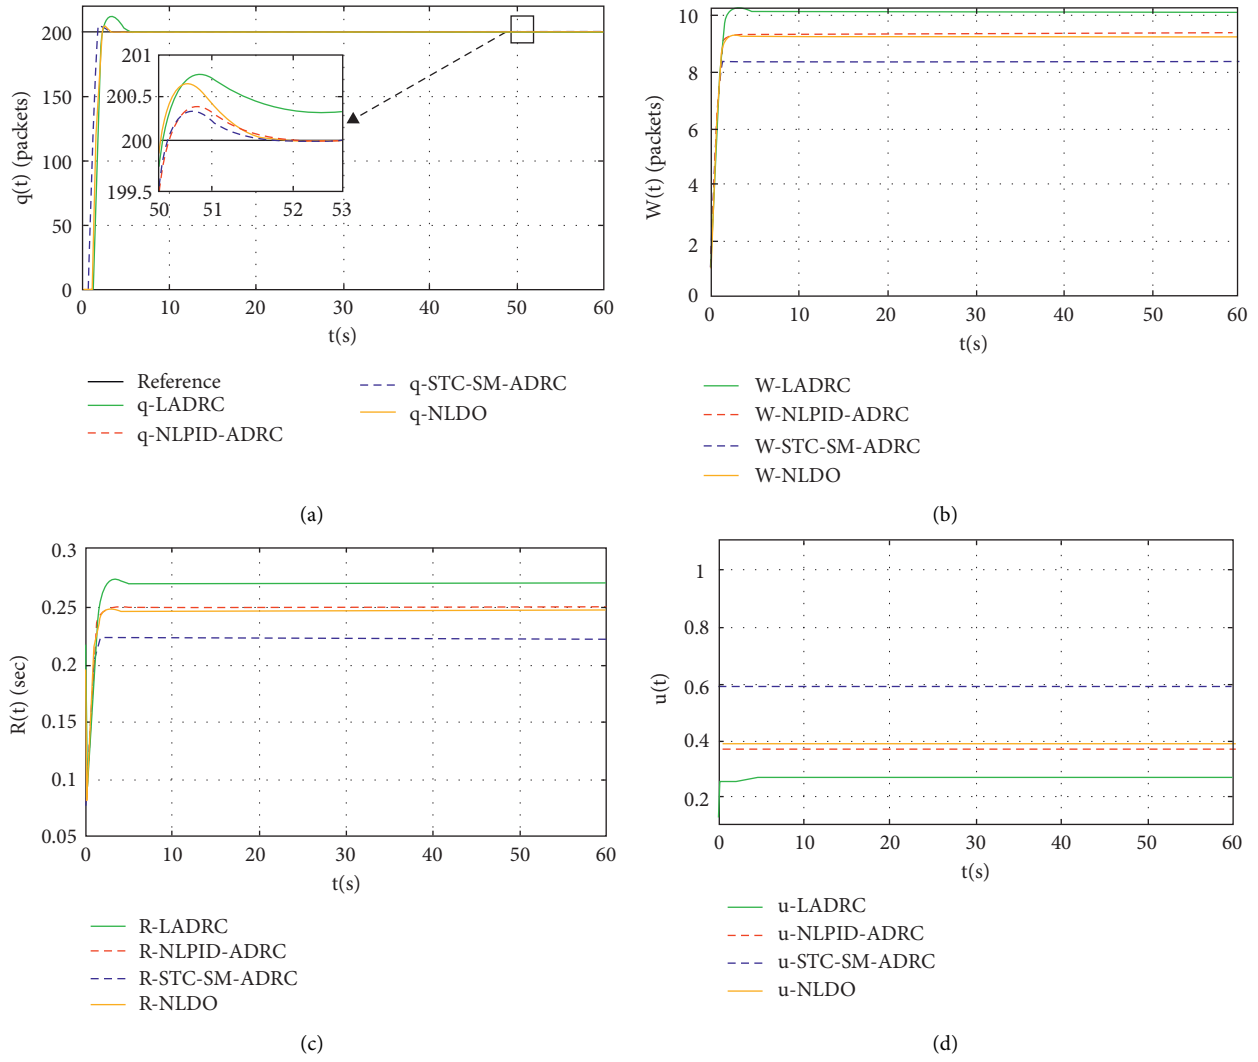 200
150
100
50
0
q(t) (packets)
201
200.5
200
199.5
50 51 52 53
0 10 20 30 40 50 60
t(s)
Reference
q-LADRC
q-NLPID-ADRC
q-STC-SM-ADRC
q-NLDO
(a)
10
8
6
4
2
0
W(t) (packets)
0 10 20 30 40 50 60
t(s)
W-LADRC
W-NLPID-ADRC
W-STC-SM-ADRC
W-NLDO
(b)
0.3
0.25
0.2
0.15
0.1
0.05
R(t) (sec)
0 10 20 30 40 50 60
t(s)
R-LADRC
R-NLPID-ADRC
R-STC-SM-ADRC
R-NLDO
(c)
1
0.8
0.6
0.4
0.2
u(t)
0 10 20 30 40 50 60
t(s)
u-LADRC
u-NLPID-ADRC
u-STC-SM-ADRC
u-NLDO
(d)